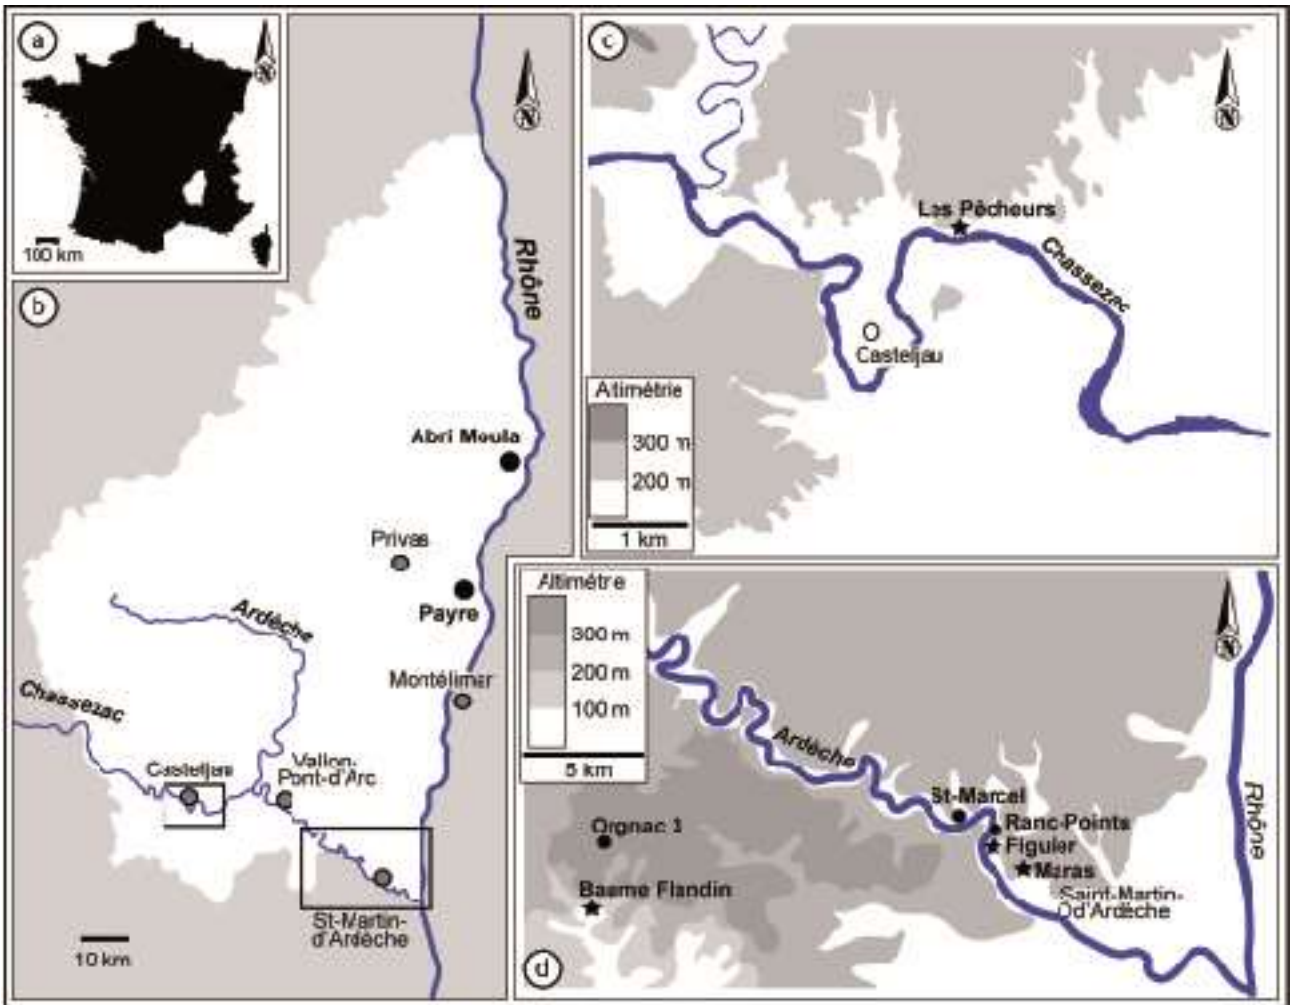 a
N
100 km
b
N
Rhône
Abri Moula
Privas
Payre
Ardèche
Montélimar
Chassezac
Casteljau
Vallon-
Pont-d'Arc
St-Martin-
d'Ardèche
10 km
c
N
Les Pêcheurs
Chassezac
Casteljau
Altimétrie
300 m
200 m
1 km
Altimétrie
300 m
200 m
100 m
5 km
N
Ardèche
St-Marcel
Ranc-Points
Figuier
Maras
Saint-Martin-
d'Ardèche
Orgnac 3
Baume Flandin
Rhône
d